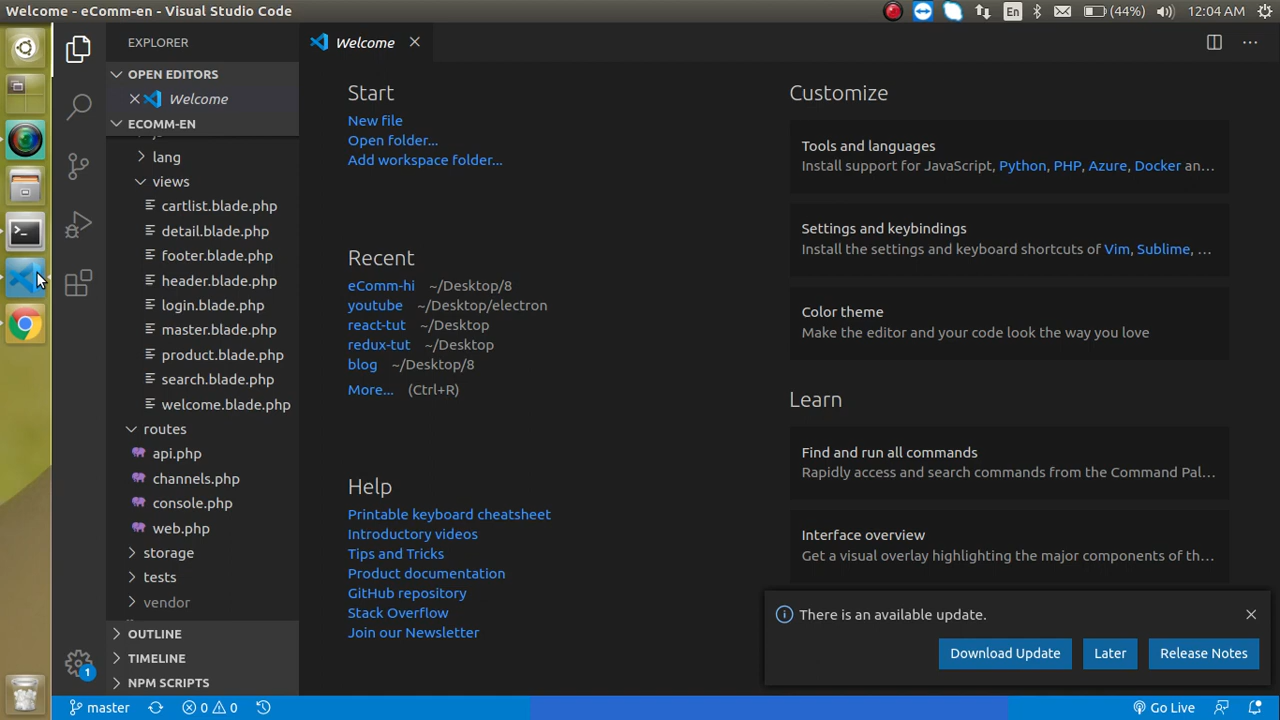 Welcome - eComm-en - Visual Studio Code
En
(44%)
12:04 AM
EXPLORER
OPEN EDITORS
Welcome
ECOMM-EN
lang
views
cartlist.blade.php
detail.blade.php
footer.blade.php
header.blade.php
login.blade.php
master.blade.php
product.blade.php
search.blade.php
welcome.blade.php
routes
api.php
channels.php
console.php
web.php
storage
tests
vendor
OUTLINE
TIMELINE
NPM SCRIPTS
Welcome
Start
New file
Open folder...
Add workspace folder...
Recent
eComm-hi ~/Desktop/8
youtube ~/Desktop/electron
react-tut ~/Desktop
redux-tut ~/Desktop
blog ~/Desktop/8
More... (Ctrl+R)
Help
Printable keyboard cheatsheet
Introductory videos
Tips and Tricks
Product documentation
GitHub repository
Stack Overflow
Join our Newsletter
Customize
Tools and languages
Install support for JavaScript, Python, PHP, Azure, Docker an...
Settings and keybindings
Install the settings and keyboard shortcuts of Vim, Sublime, ...
Color theme
Make the editor and your code look the way you love
Learn
Find and run all commands
Rapidly access and search commands from the Command Pal...
Interface overview
Get a visual overlay highlighting the major components of th...
There is an available update.
Download Update
Later
Release Notes
1
master
0
0
Go Live